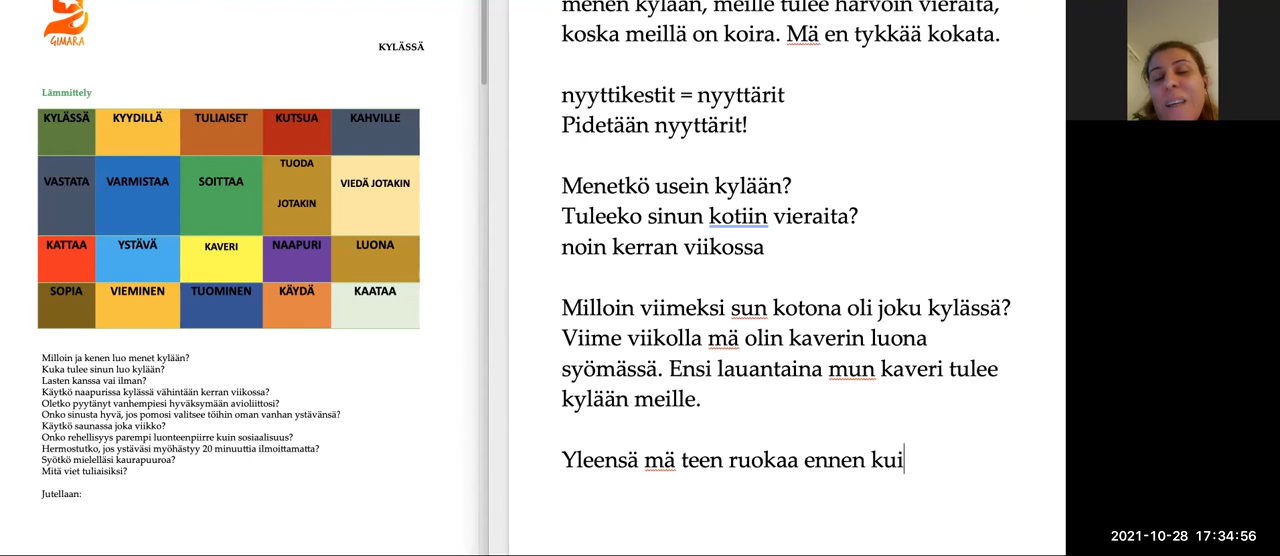 GIMARA
KYLÄSSÄ
Lämmittely
KYLÄSSÄ KYYDILLÄ TULIAISET KUTSUA KAHVILLE
VASTATA VARMISTAA SOITTAA TUODA JOTAKIN VIEDÄ JOTAKIN
KATTAA YSTÄVÄ KAVERI NAAPURI LUONA
SOPIA VIEMINEN TUOMINEN KÄYDÄ KAATAA
Milloin ja kenen luo menet kylään?
Kuka tulee sinun luo kylään?
Lasten kanssa vai ilman?
Käytkö naapurissa kylässä vähintään kerran viikossa?
Oletko pyytänyt vanhempiesi hyväksymään avioliittosi?
Onko sinusta hyvä, jos pomosi valitsee töihin oman vanhan ystävänsä?
Käytkö saunassa joka viikko?
Onko rehellisyys parempi luonteenpiirre kuin sosiaalisuus?
Hermostutko, jos ystäväsi myöhästyy 20 minuuttia ilmoittamatta?
Syötkö mielelläsi kaurapuuroa?
Mitä viet tuliaisiksi?
Jutellaan:
menen kylään, meille tulee harvoin vieraita,
koska meillä on koira. Mä en tykkää kokata.
nyyttikestit = nyyttärit
Pidetään nyyttärit!
Menetkö usein kylään?
Tuleeko sinun kotiin vieraita?
noin kerran viikossa
Milloin viimeksi sun kotona oli joku kylässä?
Viime viikolla mä olin kaverin luona
syömässä. Ensi lauantaina mun kaveri tulee
kylään meille.
Yleensä mä teen ruokaa ennen kui
2021-10-28 17:34:56